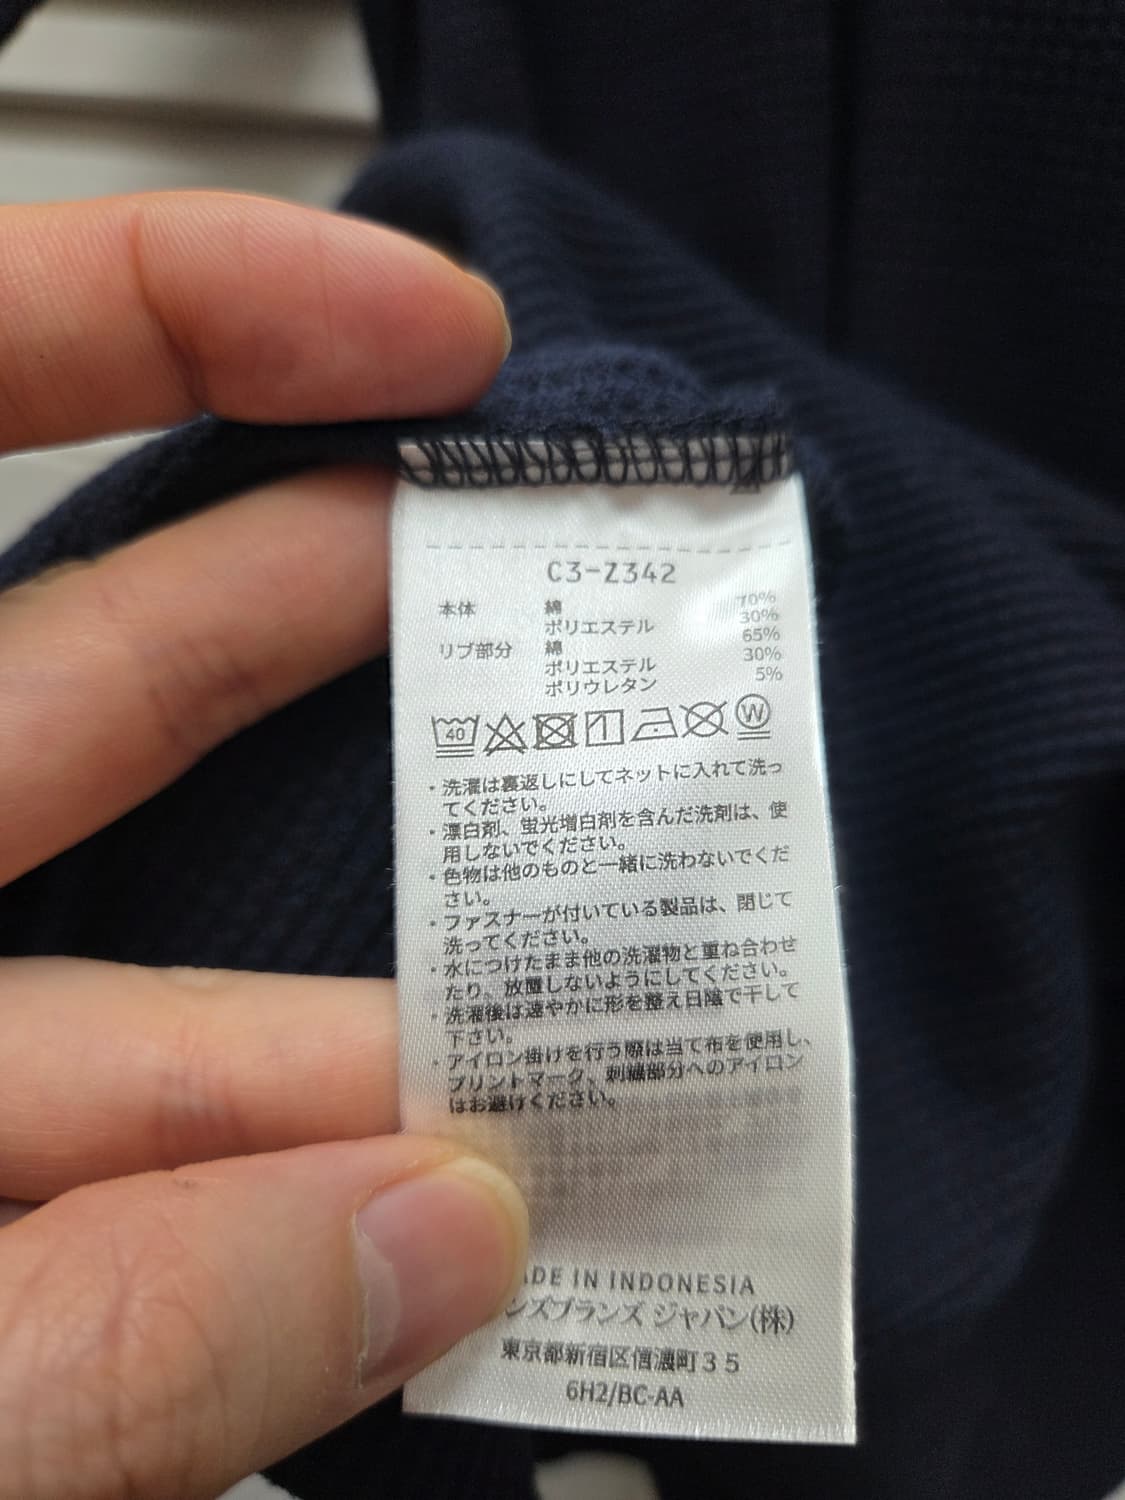 C3-Z342
本体 綿 70%
ポリエステル 30%
リブ部分 綿 65%
ポリエステル 30%
ポリウレタン 5%
40 W
・洗濯は裏返しにしてネットに入れて洗っ
てください。
・漂白剤、蛍光増白剤を含んだ洗剤は、使
用しないでください。
・色物は他のものと一緒に洗わないでくだ
さい。
・ファスナーが付いている製品は、閉じて
洗ってください。
・水につけたまま他の洗濯物と重ね合わせ
たり、放置しないようにしてください。
・洗濯後は速やかに形を整え日陰で干して
下さい。
・アイロン掛けを行う際は当て布を使用し、
プリントマーク、刺繍部分へのアイロン
はお避けください。
ADE IN INDONESIA
ンズブランズ ジャパン(株)
東京都新宿区信濃町35
6H2/BC-AA